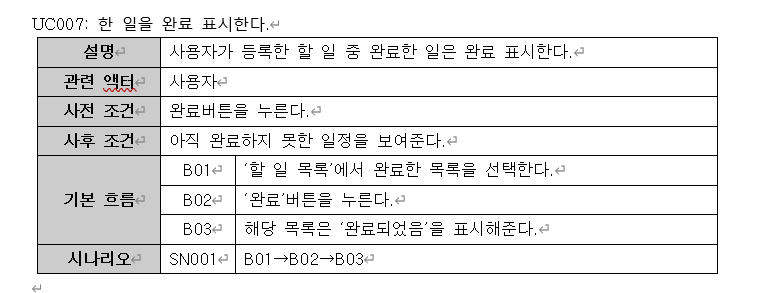 UC007: 한 일을 완료 표시한다.
설명 사용자가 등록한 할 일 중 완료한 일은 완료 표시한다.
관련 액터 사용자
사전 조건 완료버튼을 누른다.
사후 조건 아직 완료하지 못한 일정을 보여준다.
기본 흐름 B01 ‘할 일 목록’에서 완료한 목록을 선택한다.
B02 ‘완료’버튼을 누른다.
B03 해당 목록은 ‘완료되었음’을 표시해준다.
시나리오 SN001 B01→B02→B03